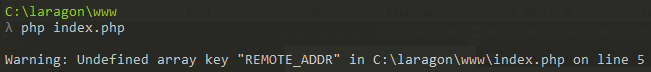 C:\laragon\www
λ php index.php
Warning: Undefined array key "REMOTE_ADDR" in C:\laragon\www\index.php on line 5